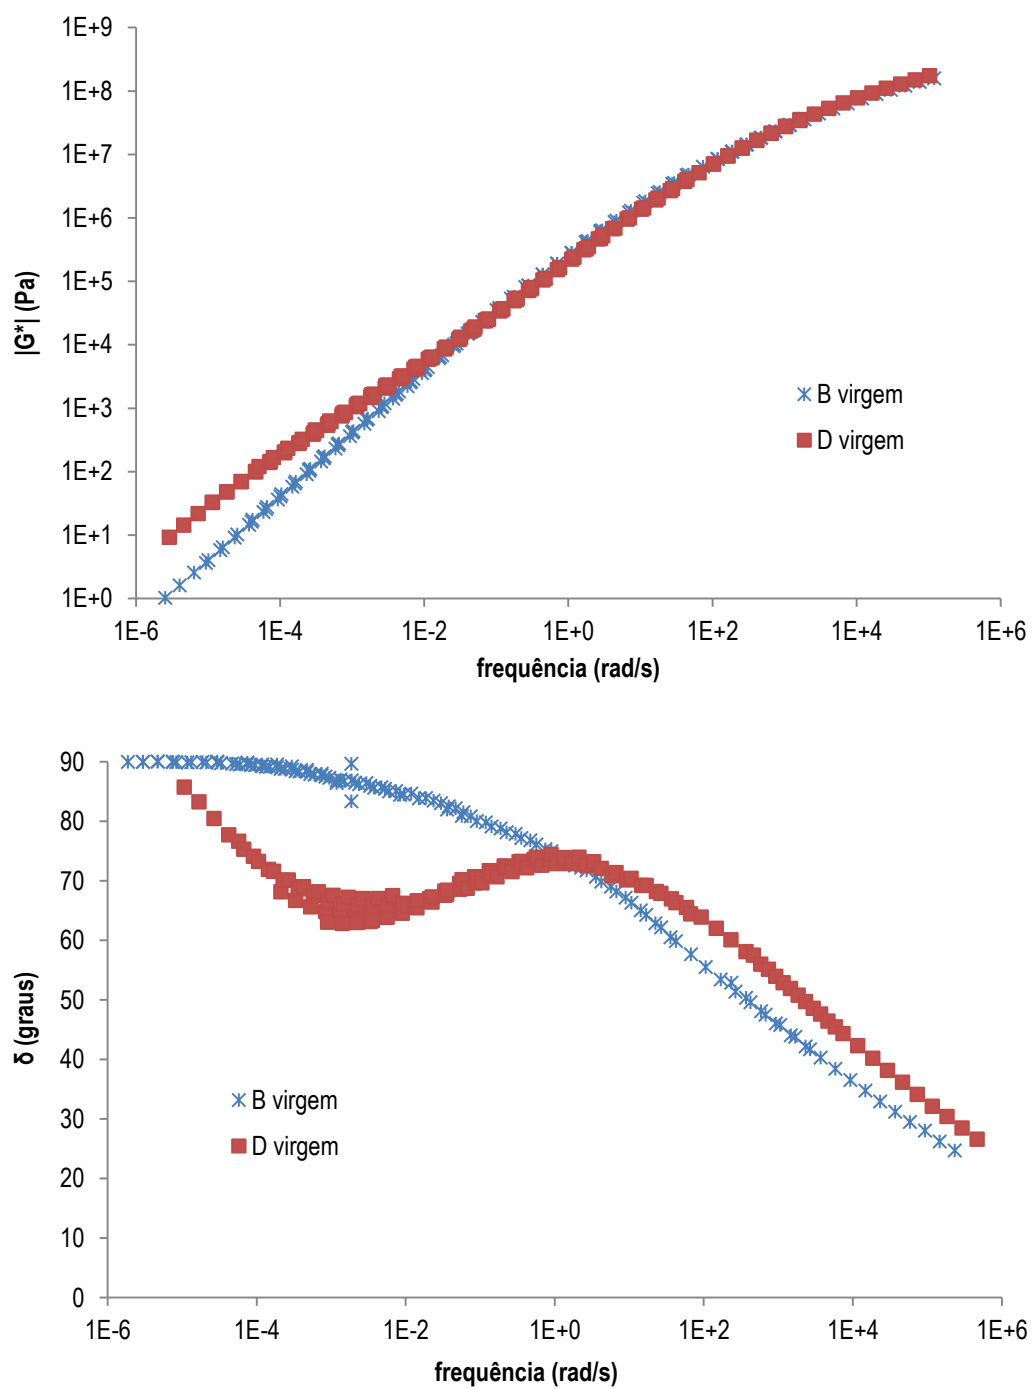 1E+9
1E+8
1E+7
1E+6
1E+5
1E+4
1E+3
1E+2
1E+1
1E+0
|G*| (Pa)
B virgem
D virgem
1E-6 1E-4 1E-2 1E+0 1E+2 1E+4 1E+6
frequência (rad/s)
90
80
70
60
50
40
30
20
10
0
δ (graus)
B virgem
D virgem
1E-6 1E-4 1E-2 1E+0 1E+2 1E+4 1E+6
frequência (rad/s)